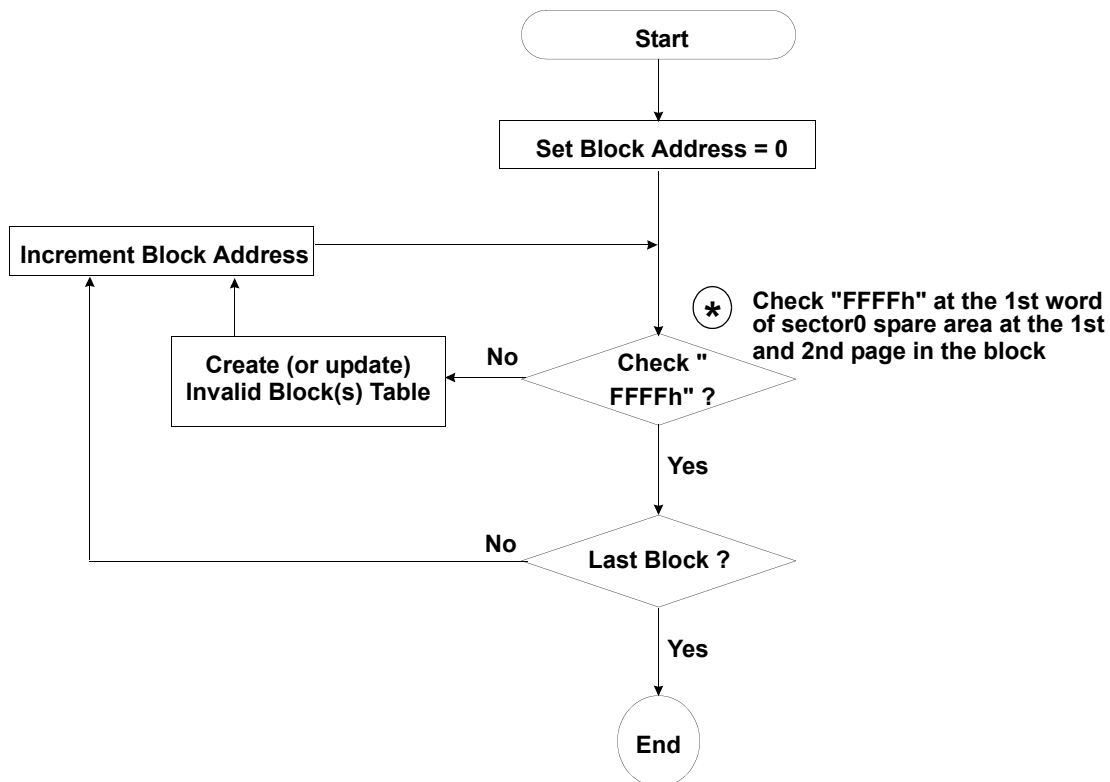 Start
Set Block Address = 0
Increment Block Address
*
Check "FFFFh" at the 1st word
of sector0 spare area at the 1st
and 2nd page in the block
No
Create (or update)
Invalid Block(s) Table
Check "
FFFFh" ?
Yes
No
Last Block ?
Yes
End